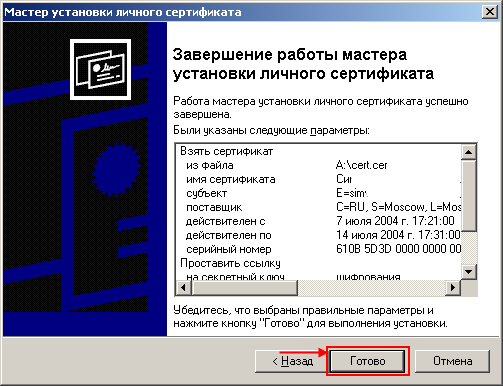 Мастер установки личного сертификата
Завершение работы мастера
установки личного сертификата
Работа мастера установки личного сертификата успешно
завершена.
Были указаны следующие параметры:
Взять сертификат
из файла A:\cert.cer
имя сертификата
субъект E=sim\
поставщик C=RU, S=Moscow, L=Mos
действителен с 7 июля 2004 г. 17:21:00
действителен по 14 июля 2004 г. 17:31:00
серийный номер 610B 5D3D 0000 0000 00
Проставить ссылку
на секретный ключ шифрования
Убедитесь, что выбраны правильные параметры и
нажмите кнопку "Готово" для выполнения установки.
< Назад Готово Отмена